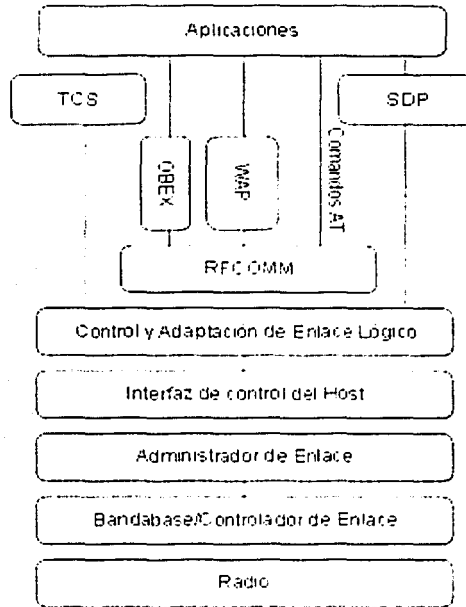 Aplicaciones
TCS
SDP
OBEX
WAP
Comandos AT
RFCOMM
Control y Adaptación de Enlace Lógico
Interfaz de control del Host
Administrador de Enlace
Bandabase/Controlador de Enlace
Radio